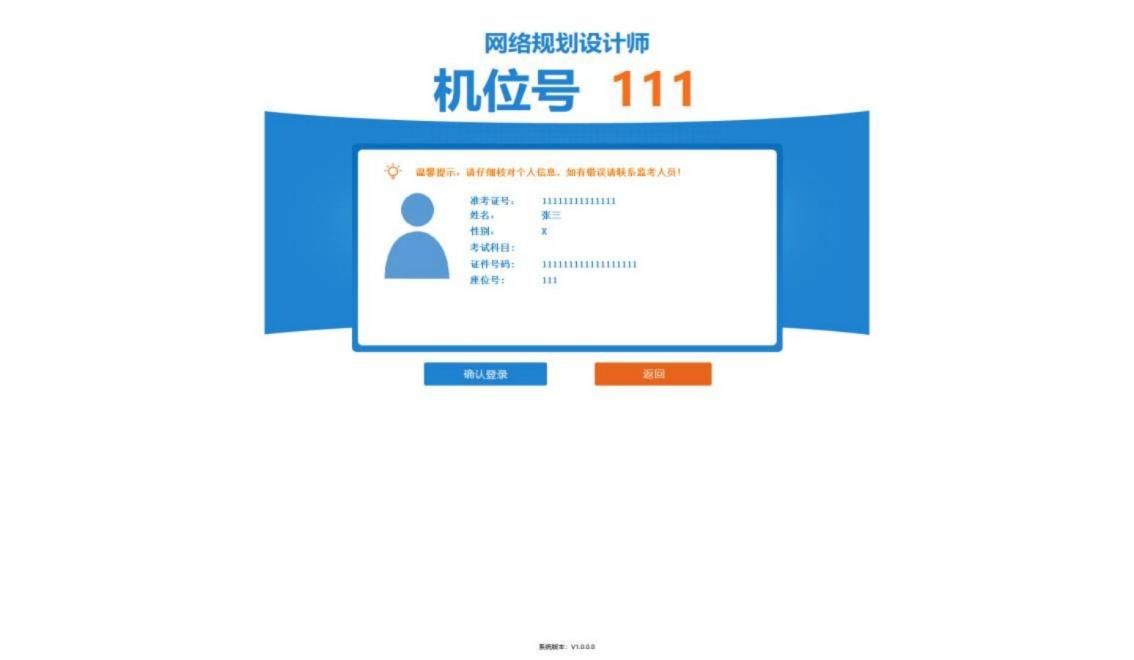 网络规划设计师
机位号 111
温馨提示，请仔细核对个人信息、如有错误请联系监考人员！
准考证号： 11111111111111
姓名， 张三
性别， X
考试科目：
证件号码： 111111111111111111
座位号： 111
确认登录 返回
系统版本：V1.0.0.0